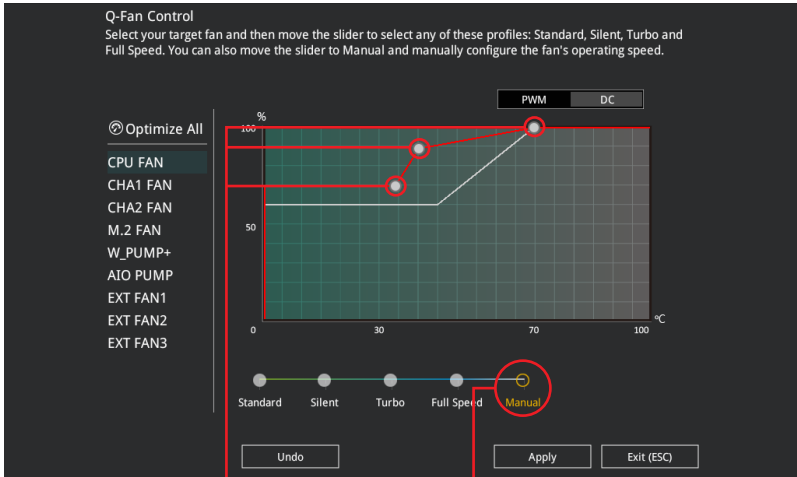 Q-Fan Control
Select your target fan and then move the slider to select any of these profiles: Standard, Silent, Turbo and
Full Speed. You can also move the slider to Manual and manually configure the fan's operating speed.
PWM DC
%
Optimize All
100
CPU FAN
CHA1 FAN
CHA2 FAN
50
M.2 FAN
W_PUMP+
AIO PUMP
EXT FAN1
EXT FAN2
EXT FAN3
ºC
0 30 70 100
Standard Silent Turbo Full Speed Manual
Undo Apply Exit (ESC)